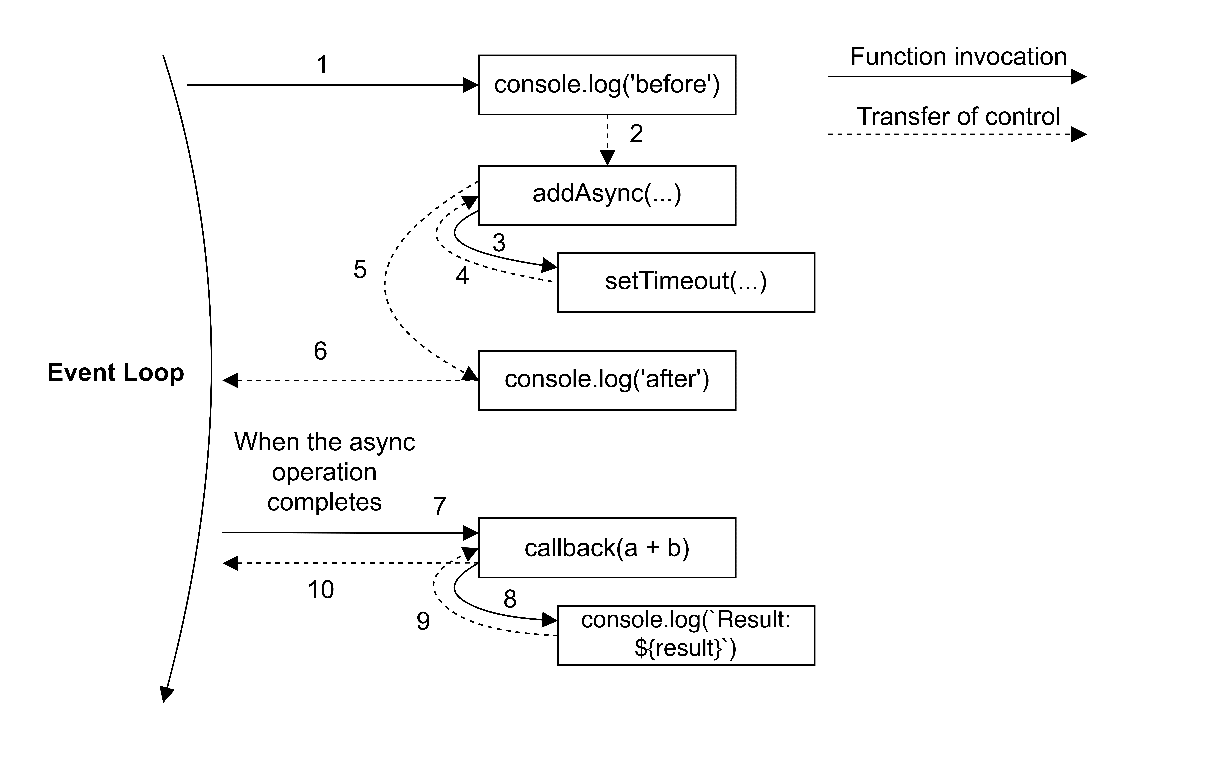 Function invocation
1
console.log('before')
Transfer of control
2
addAsync(...)
3
5
4
setTimeout(...)
6
Event Loop
console.log('after')
When the async
operation
completes
7
callback(a + b)
10
8
9
console.log(`Result:
${result}`)